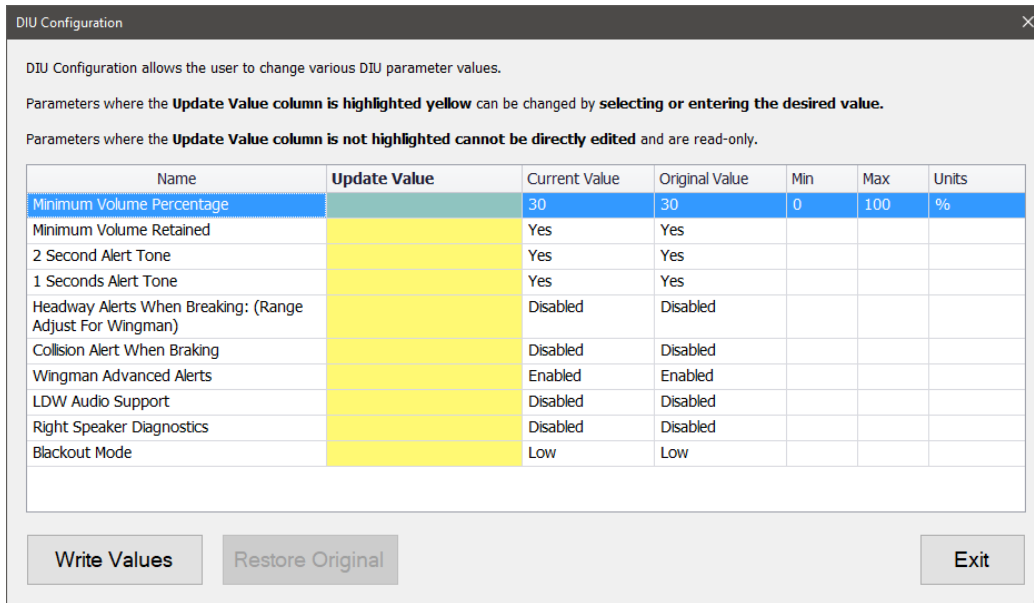 DIU Configuration
DIU Configuration allows the user to change various DIU parameter values.
Parameters where the Update Value column is highlighted yellow can be changed by selecting or entering the desired value.
Parameters where the Update Value column is not highlighted cannot be directly edited and are read-only.
Name Update Value Current Value Original Value Min Max Units
Minimum Volume Percentage 30 30 0 100 %
Minimum Volume Retained Yes Yes
2 Second Alert Tone Yes Yes
1 Seconds Alert Tone Yes Yes
Headway Alerts When Breaking: (Range Disabled Disabled
Adjust For Wingman)
Collision Alert When Braking Disabled Disabled
Wingman Advanced Alerts Enabled Enabled
LDW Audio Support Disabled Disabled
Right Speaker Diagnostics Disabled Disabled
Blackout Mode Low Low
Write Values Restore Original Exit